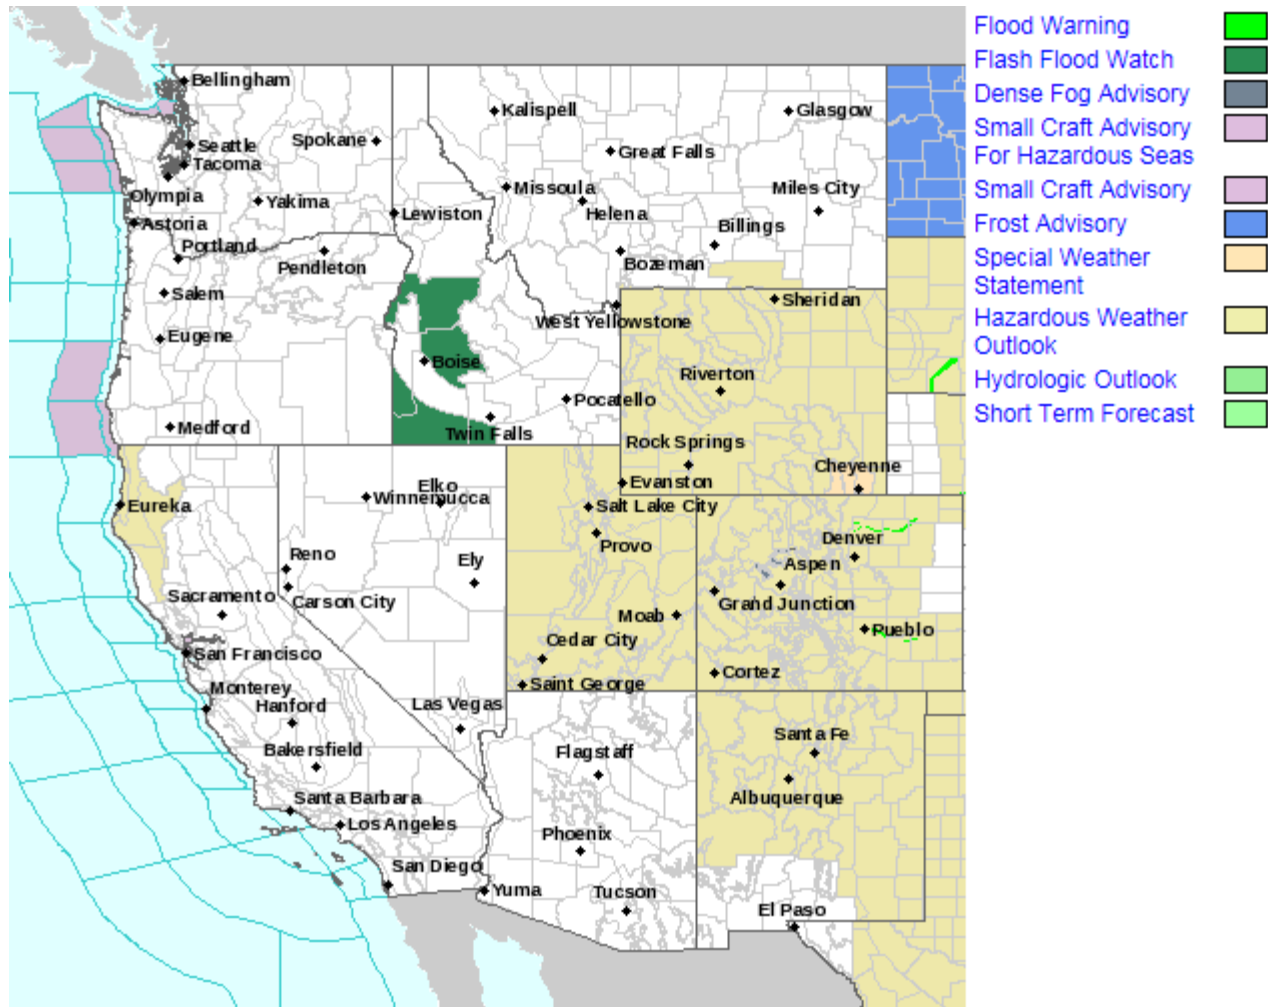 Flood Warning
Flash Flood Watch
Dense Fog Advisory
Small Craft Advisory
For Hazardous Seas
Small Craft Advisory
Frost Advisory
Special Weather
Statement
Hazardous Weather
Outlook
Hydrologic Outlook
Short Term Forecast
Bellingham
Kalispell
Glasgow
Seattle
Spokane
Great Falls
Tacoma
Olympia
Missoula
Miles City
Yakima
Lewiston
Helena
Astoria
Billings
Portland
Pendleton
Bozeman
Salem
Sheridan
West Yellowstone
Eugene
Boise
Riverton
Pocatello
Medford
Twin Falls
Rock Springs
Cheyenne
Evanston
Elko
Winnemucca
Eureka
Salt Lake City
Provo
Denver
Reno
Ely
Aspen
Sacramento
Carson City
Grand Junction
Moab
Pueblo
Cedar City
San Francisco
Cortez
Saint George
Monterey
Hanford
Las Vegas
Santa Fe
Bakersfield
Flagstaff
Albuquerque
Santa Barbara
Los Angeles
Phoenix
San Diego
Yuma
Tucson
El Paso